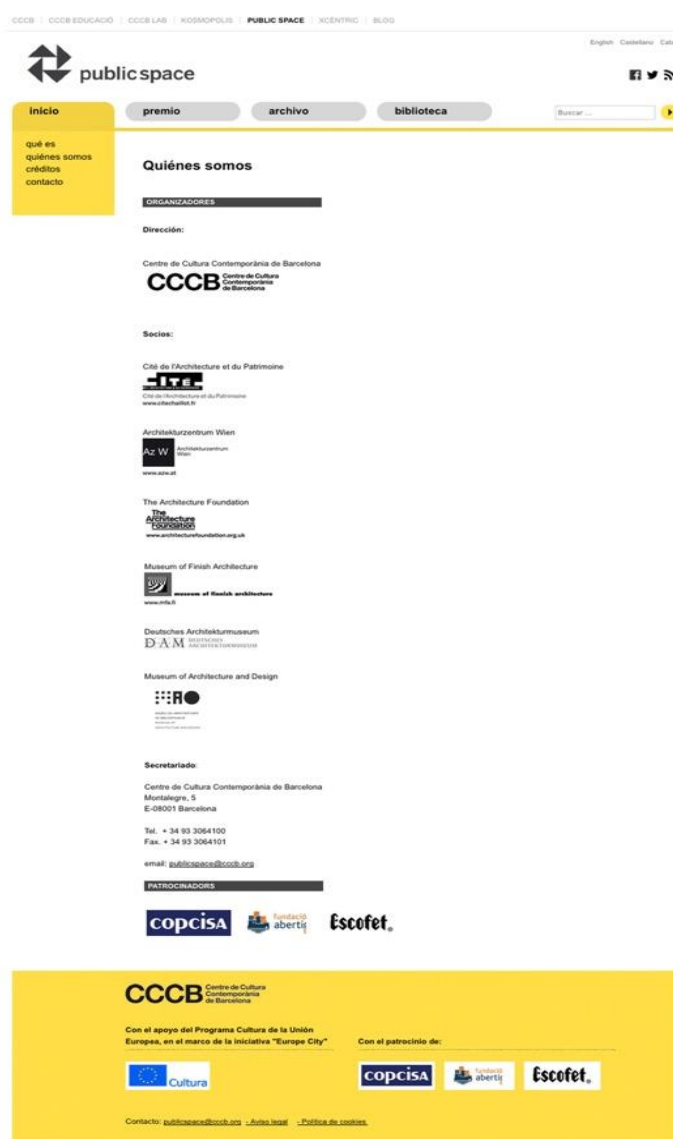 CCCB | CCCB EDUCACIÓ | CCCB LAB | KOSMOPOLIS | PUBLIC SPACE | XCÈNTRIC | BLOG
English Castellano Cata
public space
inicio premio archivo biblioteca Buscar ...
qué es
quiénes somos
créditos
contacto
Quiénes somos
ORGANIZADORES
Dirección:
Centre de Cultura Contemporània de Barcelona
CCCB Centre de Cultura
Contemporània
de Barcelona
Socios:
Cité de l'Architecture et du Patrimoine
CITÉ
Cité de l'Architecture et du Patrimoine
www.citechaillot.fr
Architekturzentrum Wien
Az W Architekturzentrum
Wien
www.azw.at
The Architecture Foundation
The
Architecture
Foundation
www.architecturefoundation.org.uk
Museum of Finish Architecture
museum of finnish architecture
www.mfa.fi
Deutsches Architekturmuseum
DAM DEUTSCHES
ARCHITEKTURMUSEUM
Museum of Architecture and Design
Secretariado:
Centre de Cultura Contemporània de Barcelona
Montalegre, 5
E-08001 Barcelona
Tel. + 34 93 3064100
Fax. + 34 93 3064101
email: publicspace@cccb.org
PATROCINADORS
copcisa fundació
abertis Escofet.
CCCB Centre de Cultura
Contemporània
de Barcelona
Con el apoyo del Programa Cultura de la Unión
Europea, en el marco de la iniciativa "Europe City"
Cultura
Con el patrocinio de:
copcisa fundació
abertis Escofet.
Contacto: publicspace@cccb.org - Aviso legal - Política de cookies